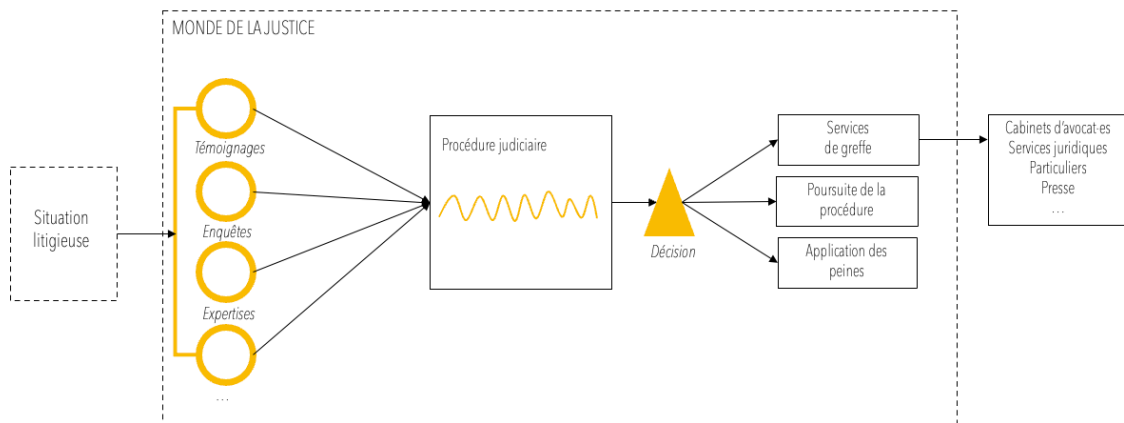 MONDE DE LA JUSTICE
Situation
litigieuse
Témoignages
Enquêtes
Expertises
...
Procédure judiciaire
Décision
Services
de greffe
Poursuite de la
procédure
Application des
peines
Cabinets d'avocat·es
Services juridiques
Particuliers
Presse
...